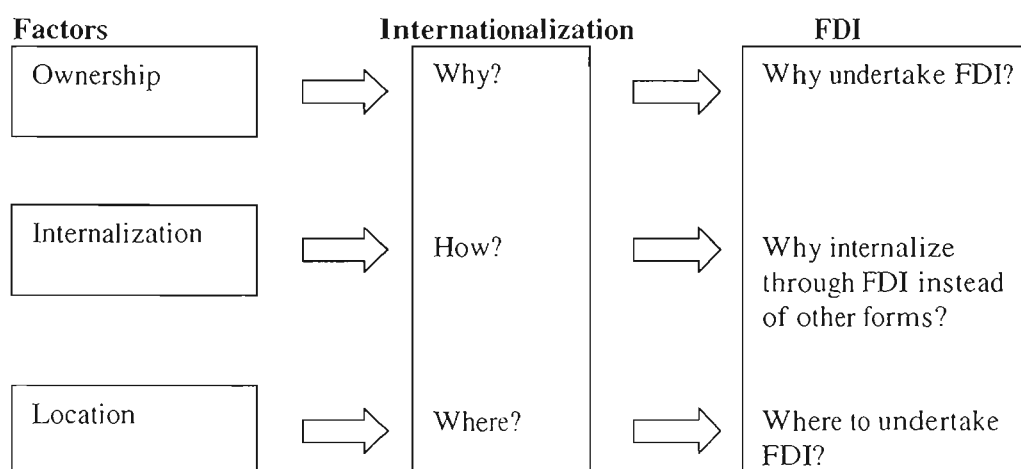 Factors Internationalization FDI
Ownership Why? Why undertake FDI?
Internalization How? Why internalize
through FDI instead
of other forms?
Location Where? Where to undertake
FDI?